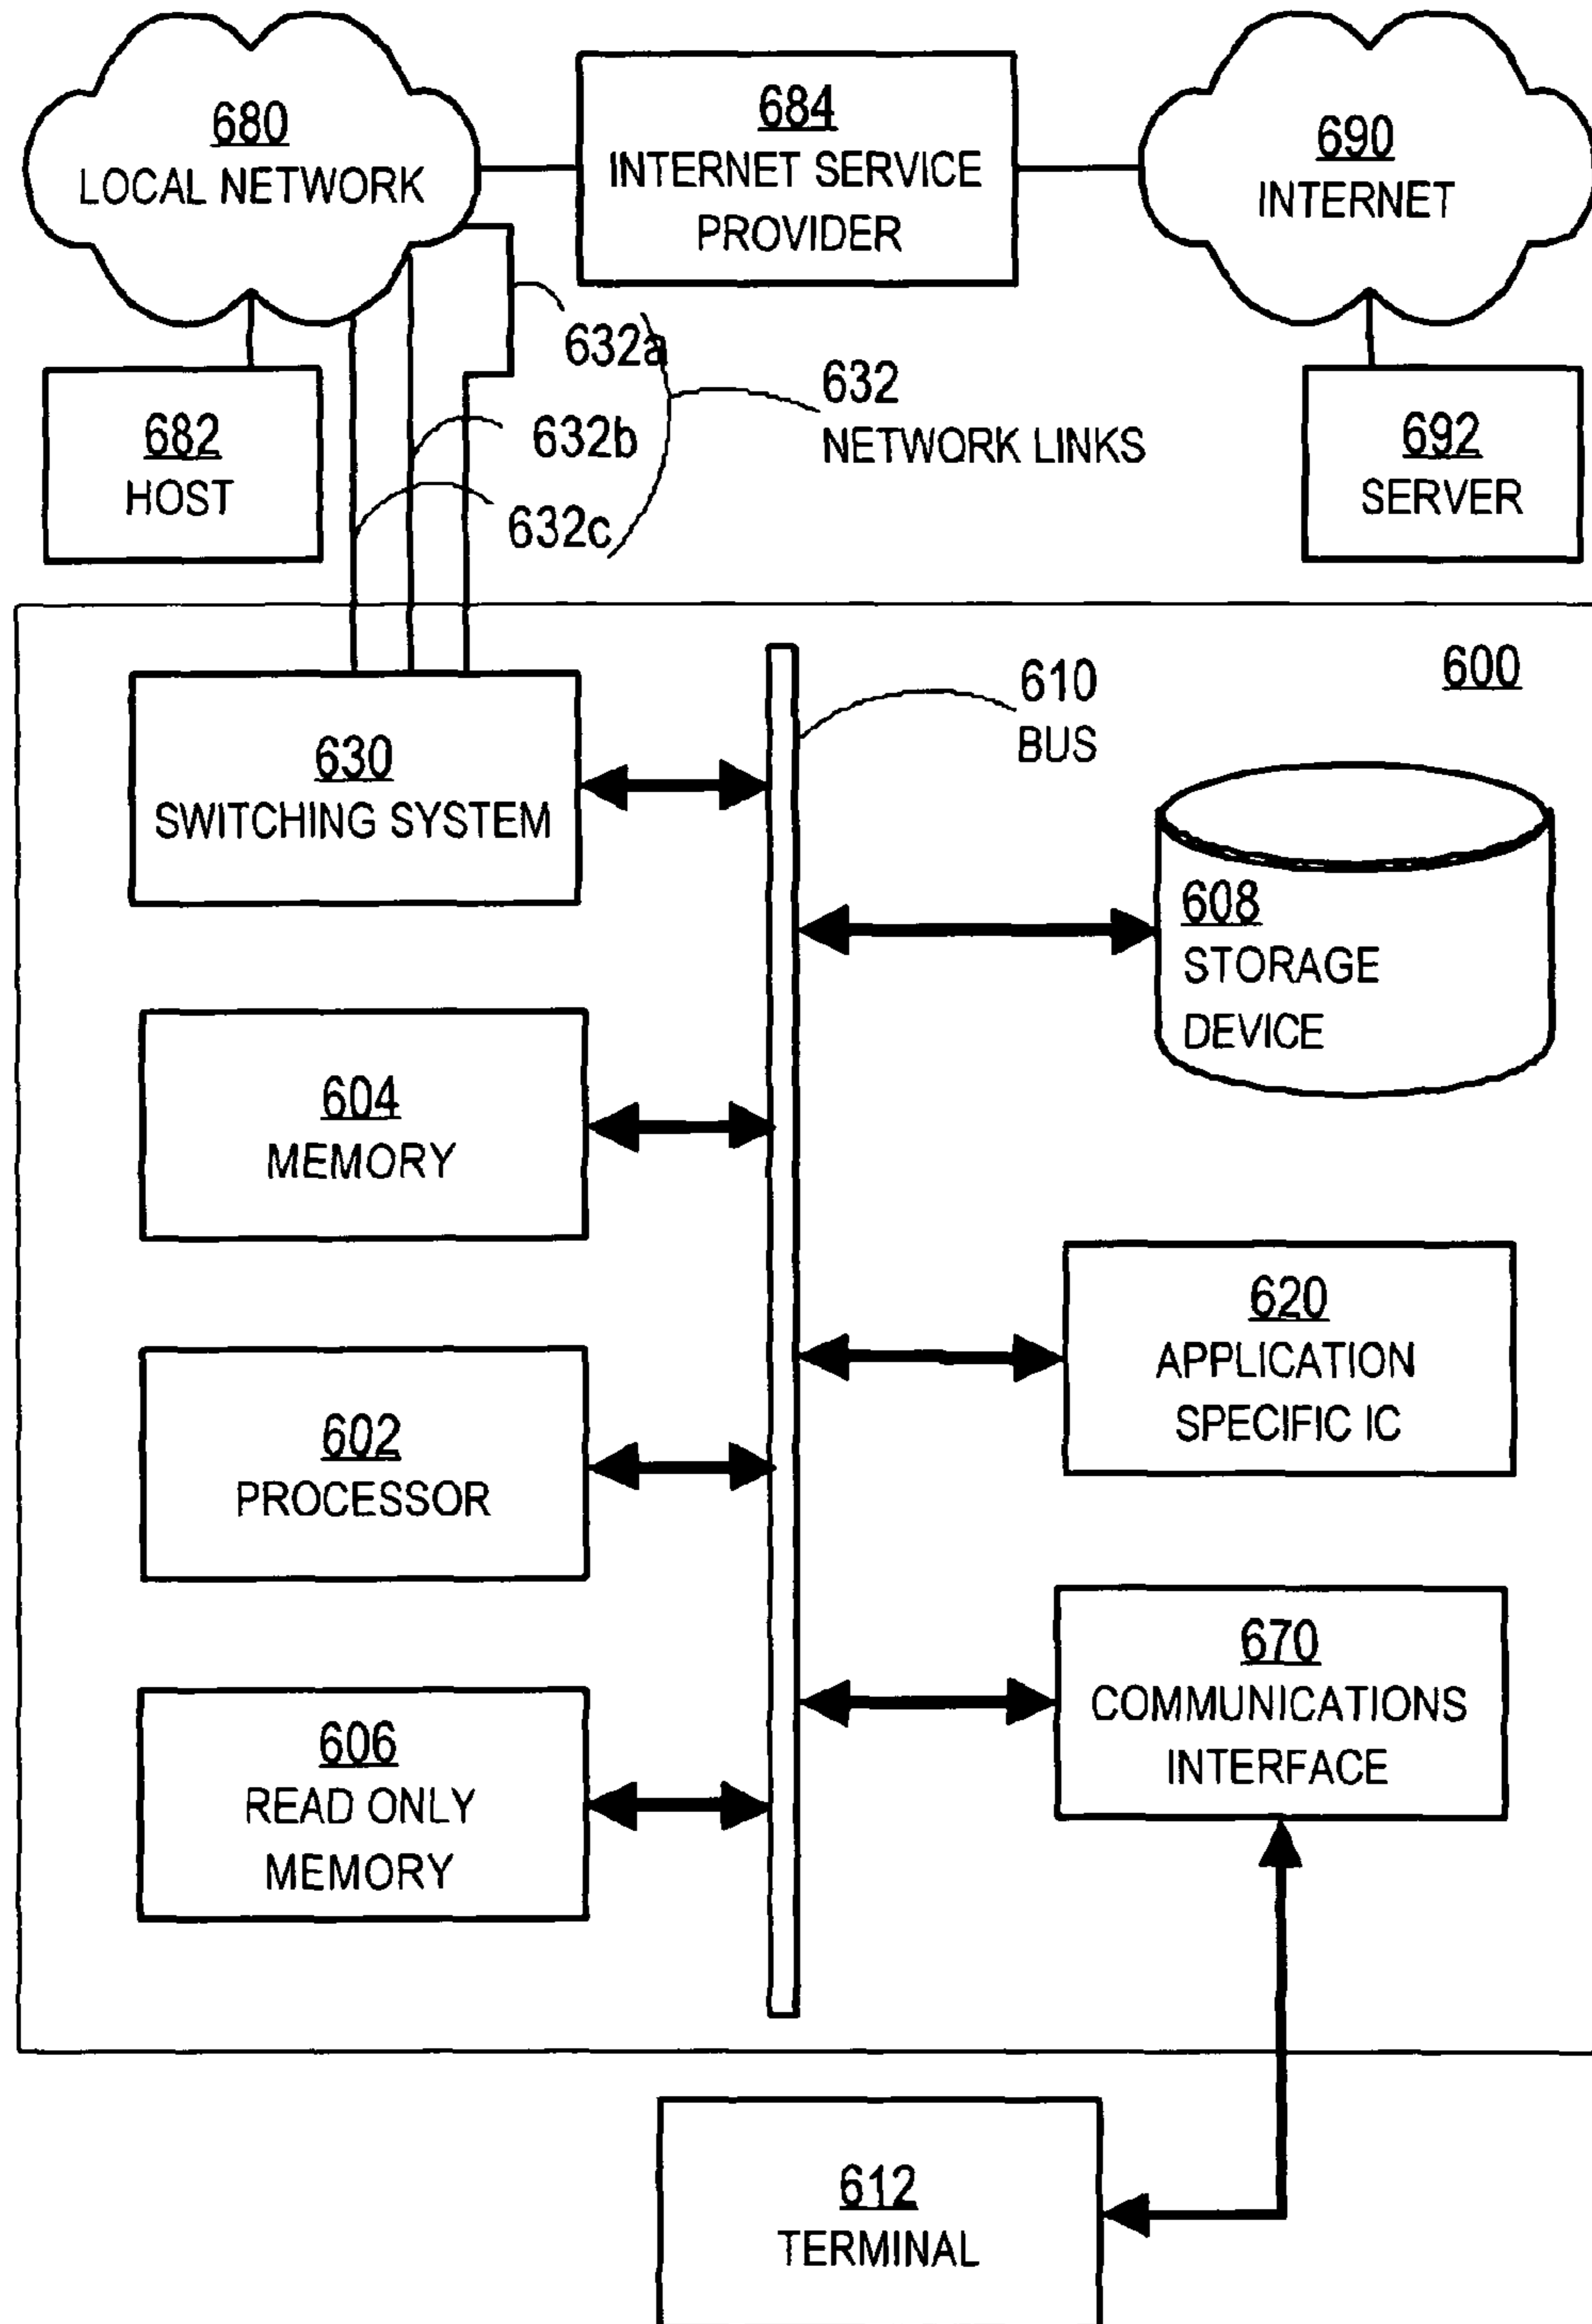 680
LOCAL NETWORK
684
INTERNET SERVICE
PROVIDER
690
INTERNET
632a
632b
632c
632
NETWORK LINKS
682
HOST
692
SERVER
600
610
BUS
630
SWITCHING SYSTEM
608
STORAGE
DEVICE
604
MEMORY
620
APPLICATION
SPECIFIC IC
602
PROCESSOR
670
COMMUNICATIONS
INTERFACE
606
READ ONLY
MEMORY
612
TERMINAL